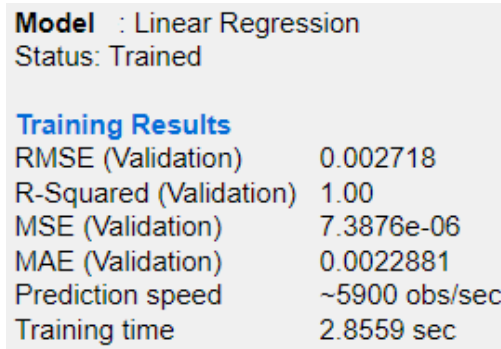 Model : Linear Regression
Status: Trained
Training Results
RMSE (Validation) 0.002718
R-Squared (Validation) 1.00
MSE (Validation) 7.3876e-06
MAE (Validation) 0.0022881
Prediction speed ~5900 obs/sec
Training time 2.8559 sec